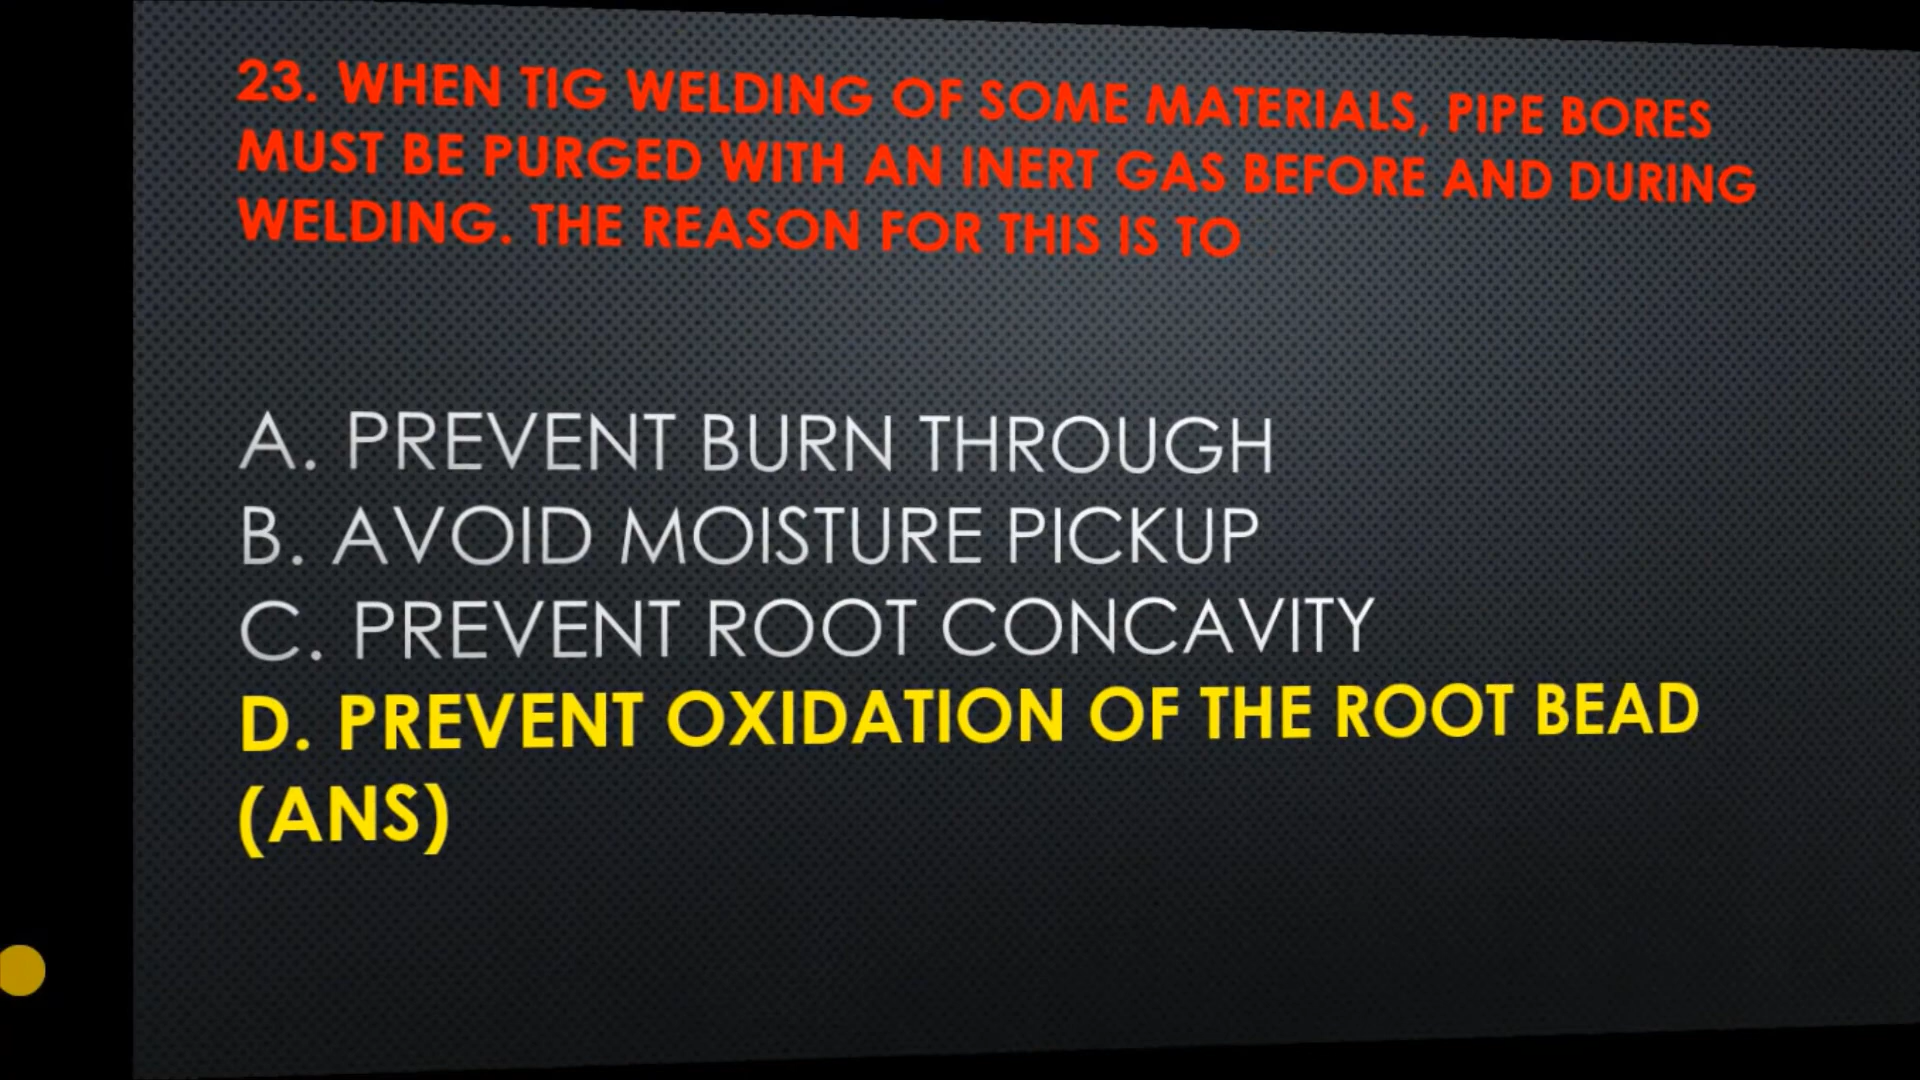 23. WHEN TIG WELDING OF SOME MATERIALS, PIPE BORES
MUST BE PURGED WITH AN INERT GAS BEFORE AND DURING
WELDING. THE REASON FOR THIS IS TO
A. PREVENT BURN THROUGH
B. AVOID MOISTURE PICKUP
C. PREVENT ROOT CONCAVITY
D. PREVENT OXIDATION OF THE ROOT BEAD
(ANS)